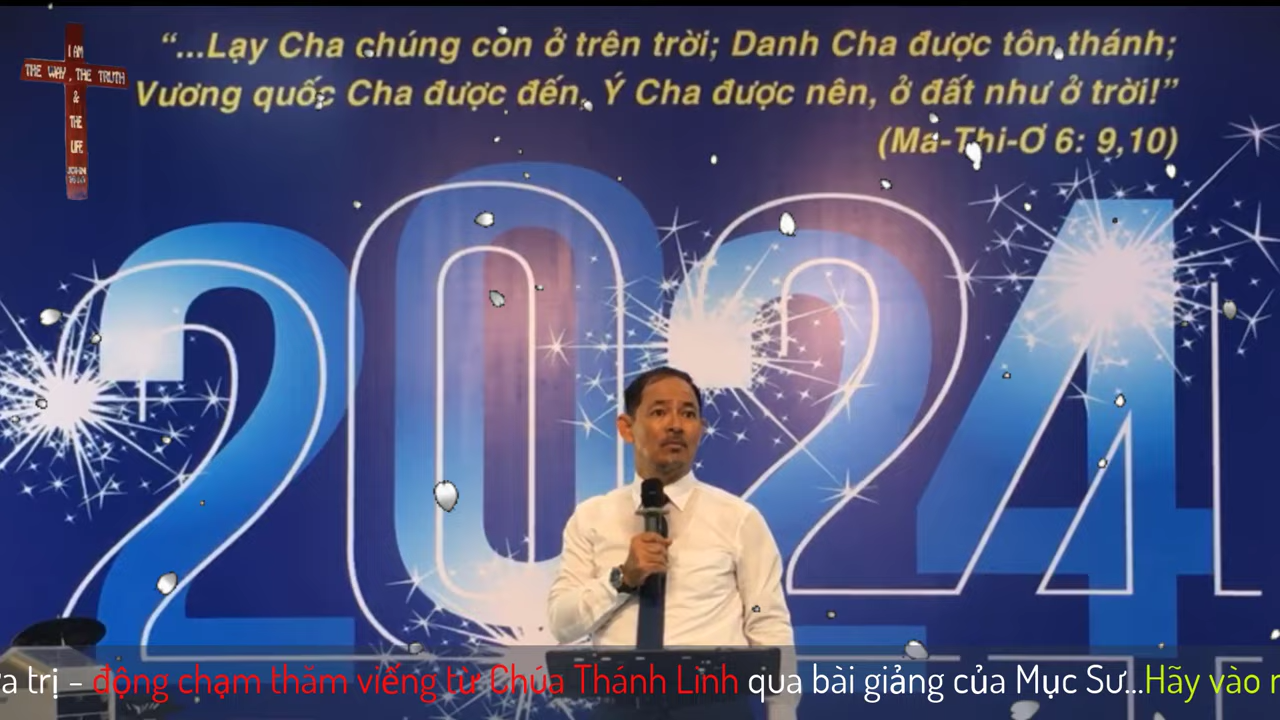 “...Lạy Cha chúng con ở trên trời; Danh Cha được tôn thánh;
Vương quốc Cha được đến, Ý Cha được nên, ở đất như ở trời!”
(Ma-Thi-Ơ 6: 9,10)
I AM
THE WAY, THE TRUTH
&
THE
LIFE
JOHN
2024
trị - động chạm thăm viếng từ Chúa Thánh Linh qua bài giảng của Mục Sư...Hãy vào